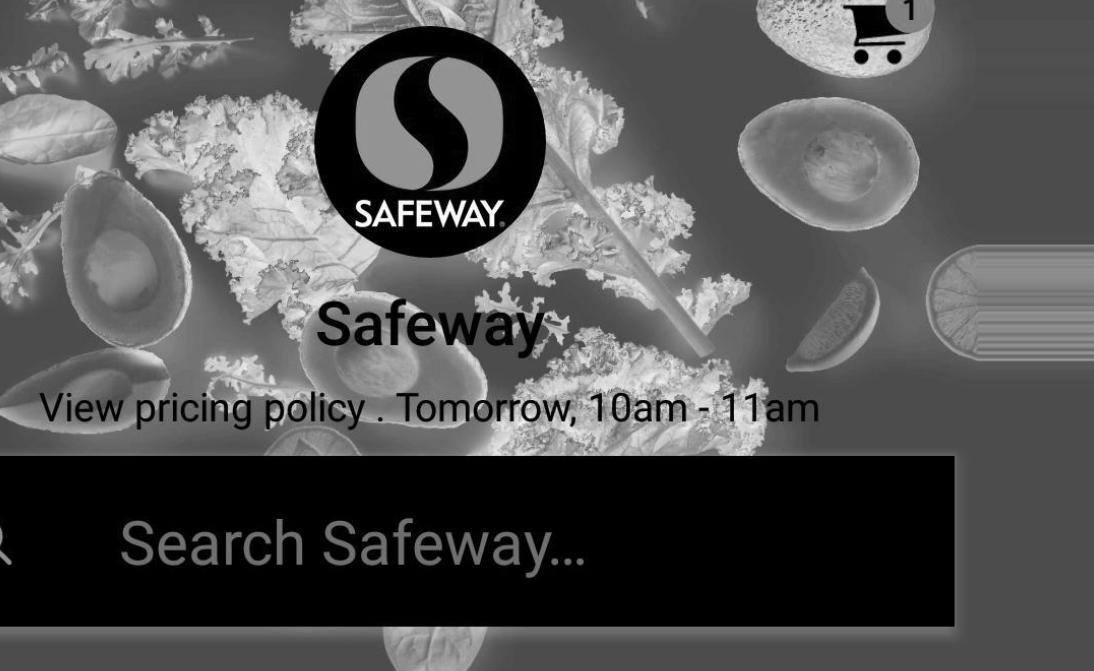 1
SAFEWAY
Safeway
View pricing policy . Tomorrow, 10am - 11am
Search Safeway...